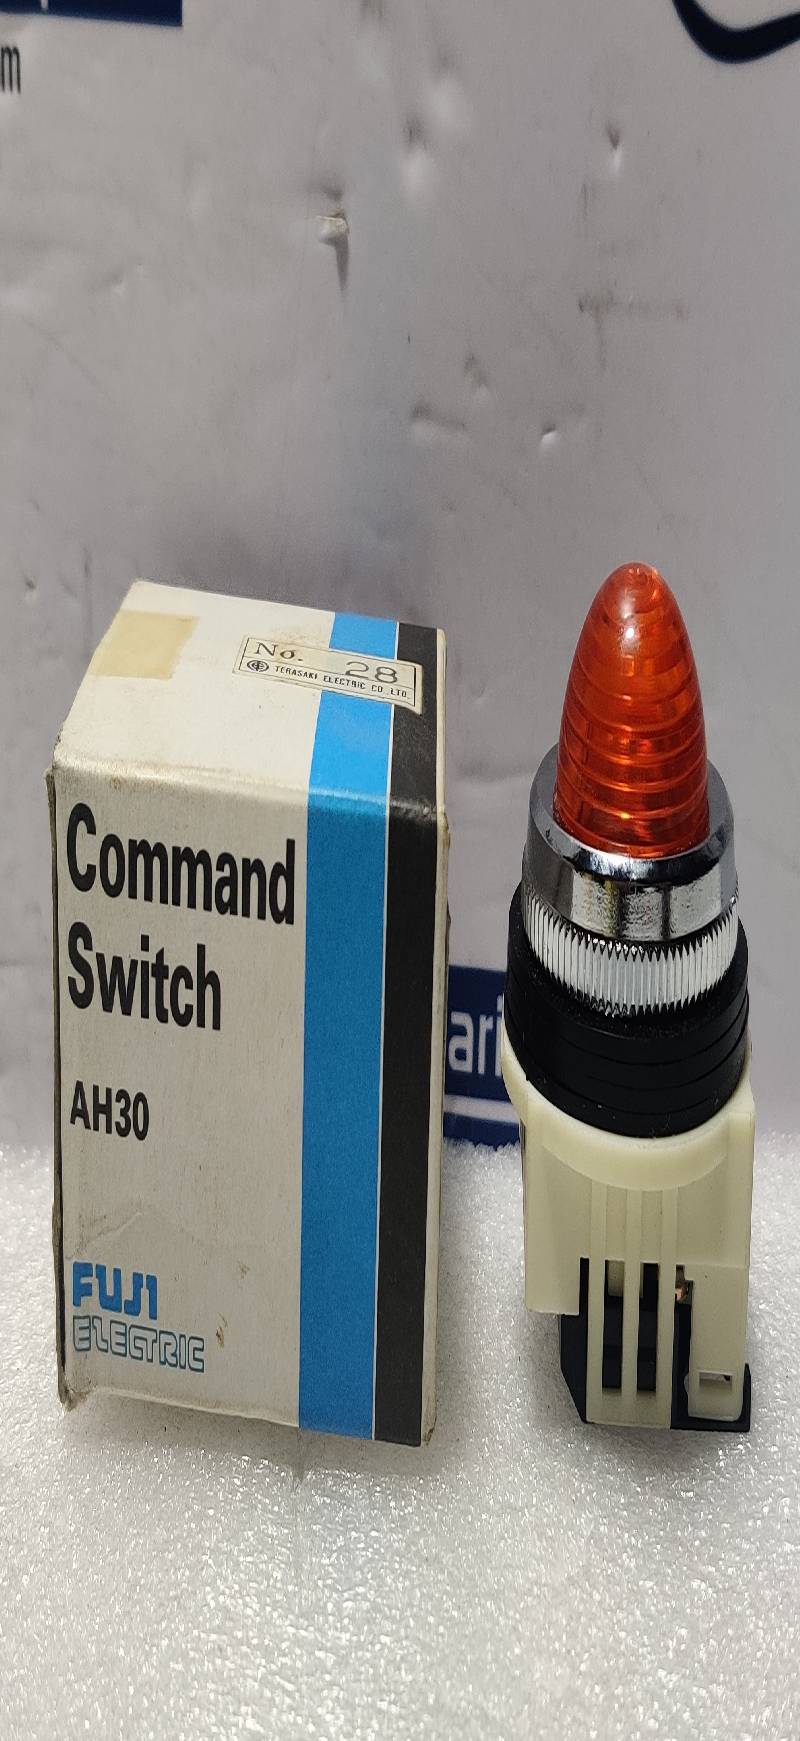 m
No. 28
TERASAKI ELECTRIC CO.,LTD.
Command
Switch
AH30
FUJI
ELECTRIC
ari